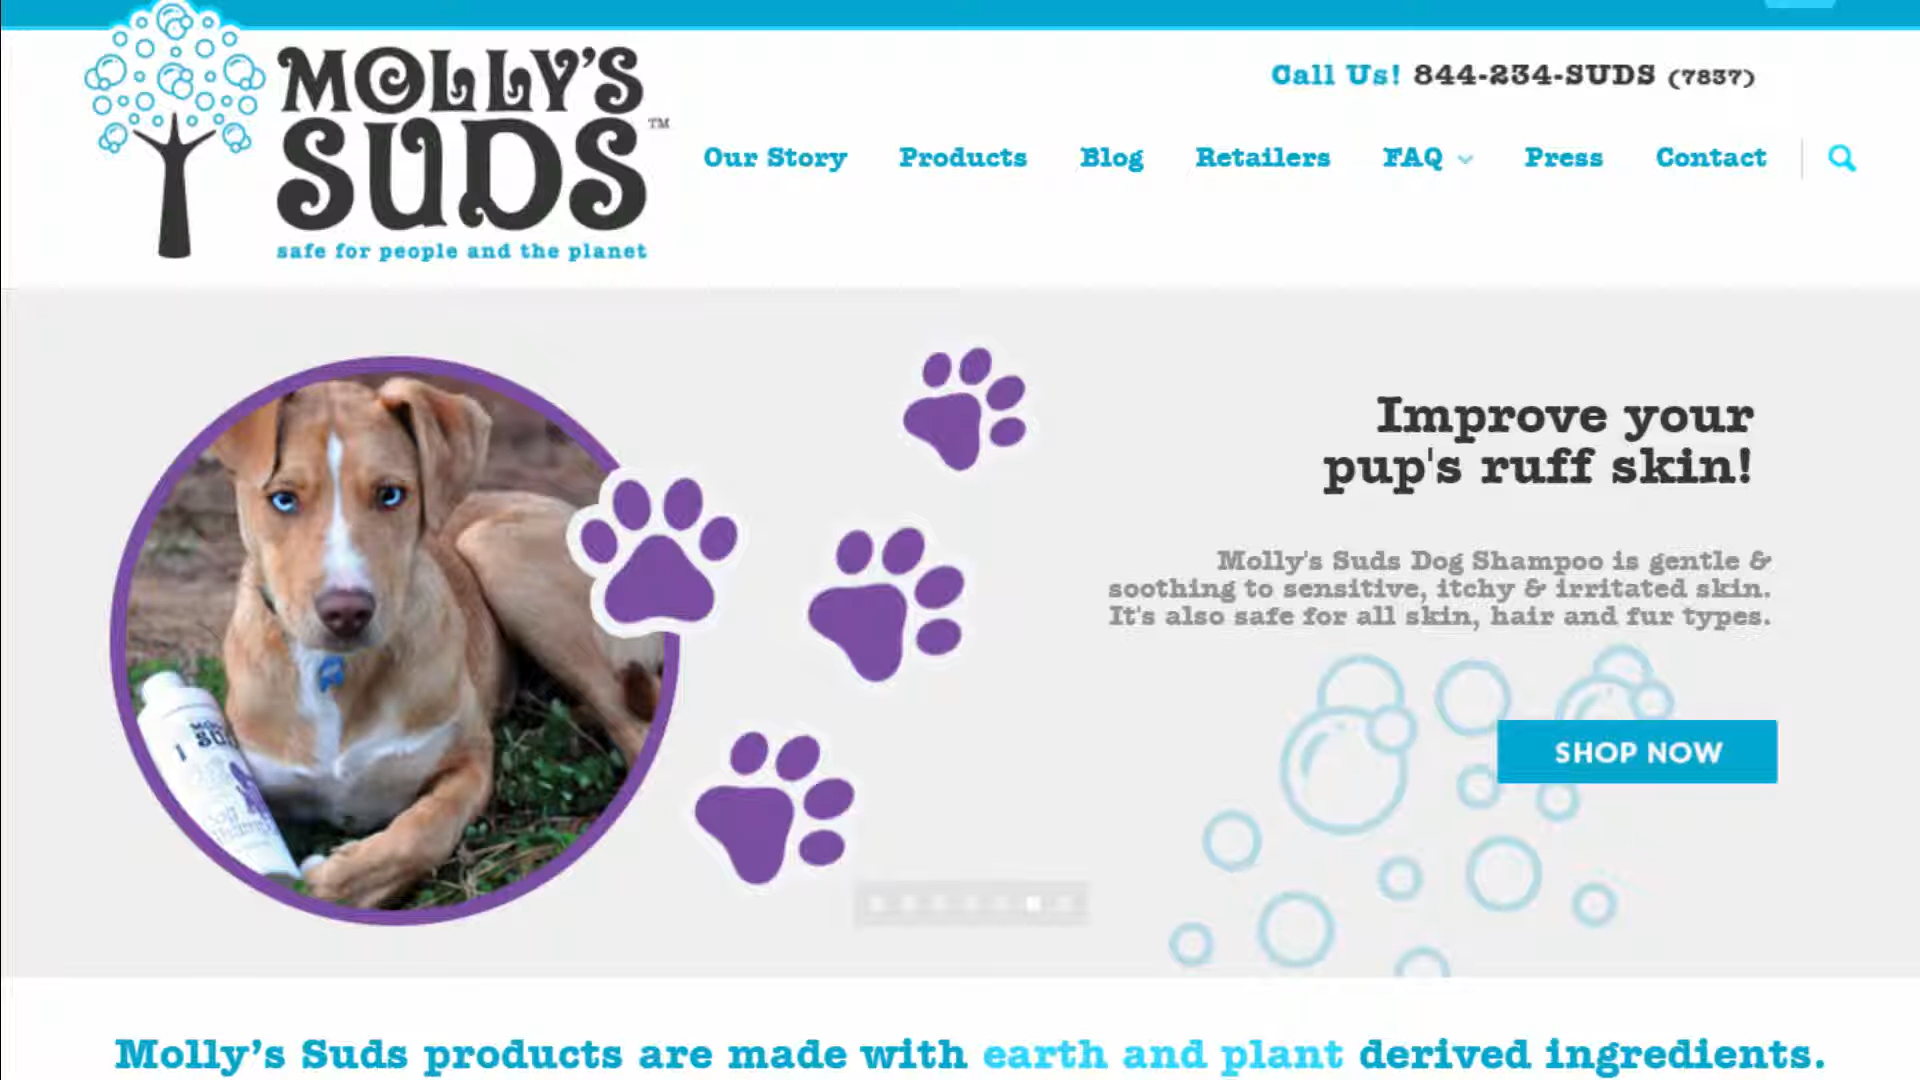 MOLLY'S
SUDS™
safe for people and the planet
Call Us! 844-234-SUDS (7837)
Our Story Products Blog Retailers FAQ Press Contact
Improve your
pup's ruff skin!
Molly's Suds Dog Shampoo is gentle &
soothing to sensitive, itchy & irritated skin.
It's also safe for all skin, hair and fur types.
SHOP NOW
Molly's Suds products are made with earth and plant derived ingredients.